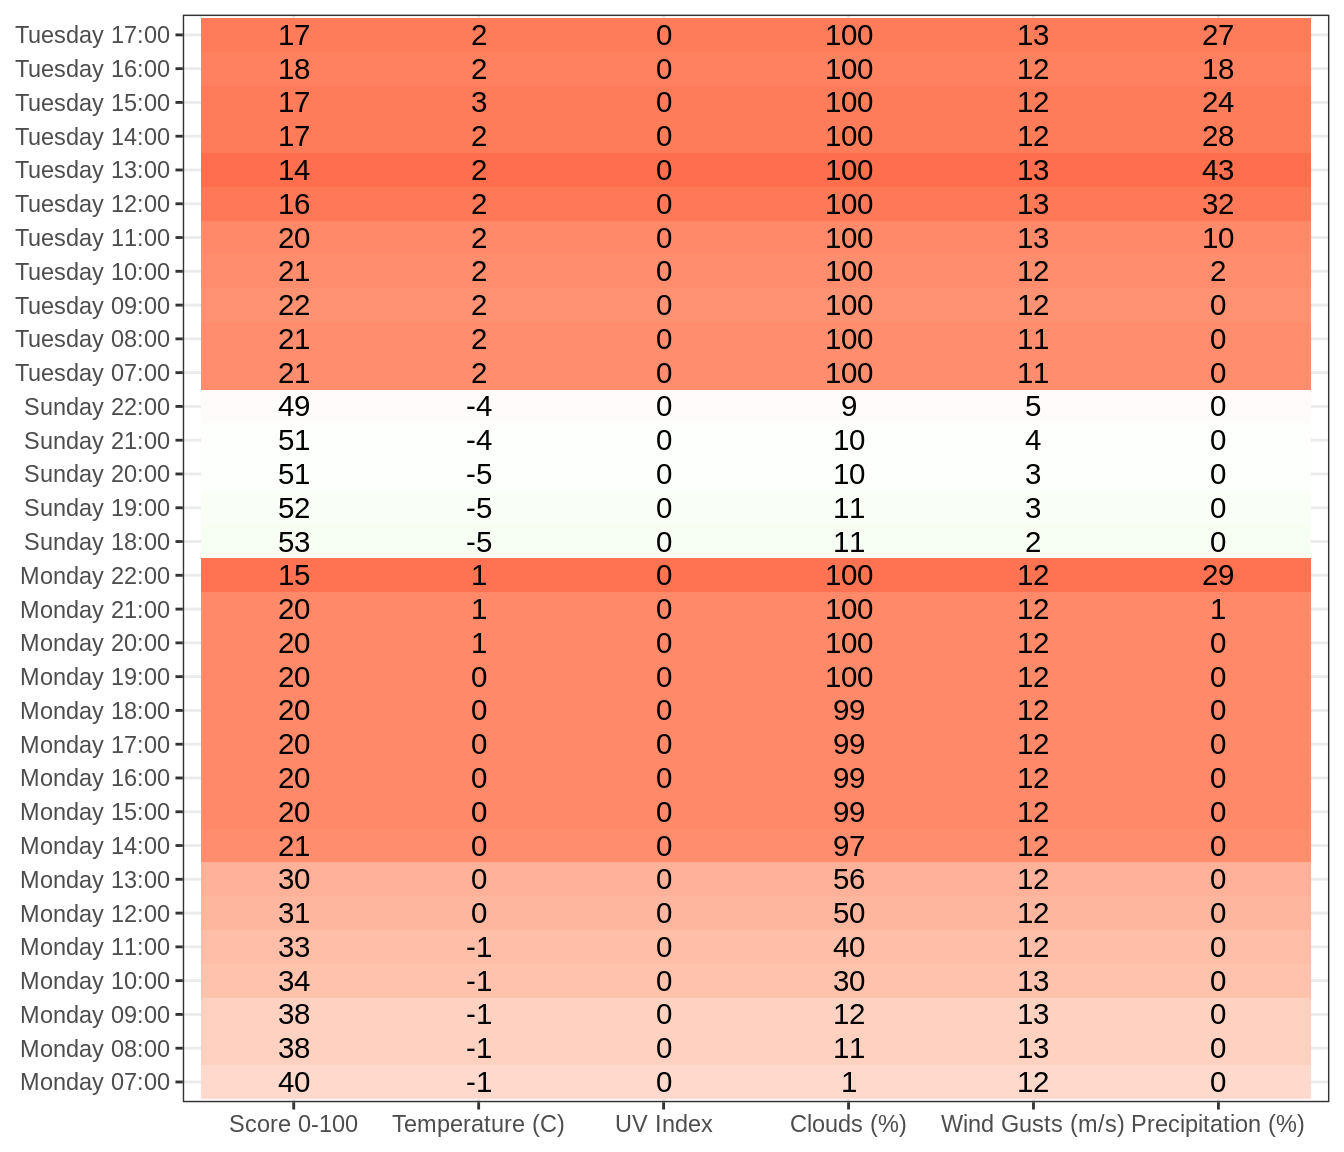 Tuesday 17:00 17 2 0 100 13 27
Tuesday 16:00 18 2 0 100 12 18
Tuesday 15:00 17 3 0 100 12 24
Tuesday 14:00 17 2 0 100 12 28
Tuesday 13:00 14 2 0 100 13 43
Tuesday 12:00 16 2 0 100 13 32
Tuesday 11:00 20 2 0 100 13 10
Tuesday 10:00 21 2 0 100 12 2
Tuesday 09:00 22 2 0 100 12 0
Tuesday 08:00 21 2 0 100 11 0
Tuesday 07:00 21 2 0 100 11 0
Sunday 22:00 49 -4 0 9 5 0
Sunday 21:00 51 -4 0 10 4 0
Sunday 20:00 51 -5 0 10 3 0
Sunday 19:00 52 -5 0 11 3 0
Sunday 18:00 53 -5 0 11 2 0
Monday 22:00 15 1 0 100 12 29
Monday 21:00 20 1 0 100 12 1
Monday 20:00 20 1 0 100 12 0
Monday 19:00 20 0 0 100 12 0
Monday 18:00 20 0 0 99 12 0
Monday 17:00 20 0 0 99 12 0
Monday 16:00 20 0 0 99 12 0
Monday 15:00 20 0 0 99 12 0
Monday 14:00 21 0 0 97 12 0
Monday 13:00 30 0 0 56 12 0
Monday 12:00 31 0 0 50 12 0
Monday 11:00 33 -1 0 40 12 0
Monday 10:00 34 -1 0 30 13 0
Monday 09:00 38 -1 0 12 13 0
Monday 08:00 38 -1 0 11 13 0
Monday 07:00 40 -1 0 1 12 0
Score 0-100 Temperature (C) UV Index Clouds (%) Wind Gusts (m/s) Precipitation (%)